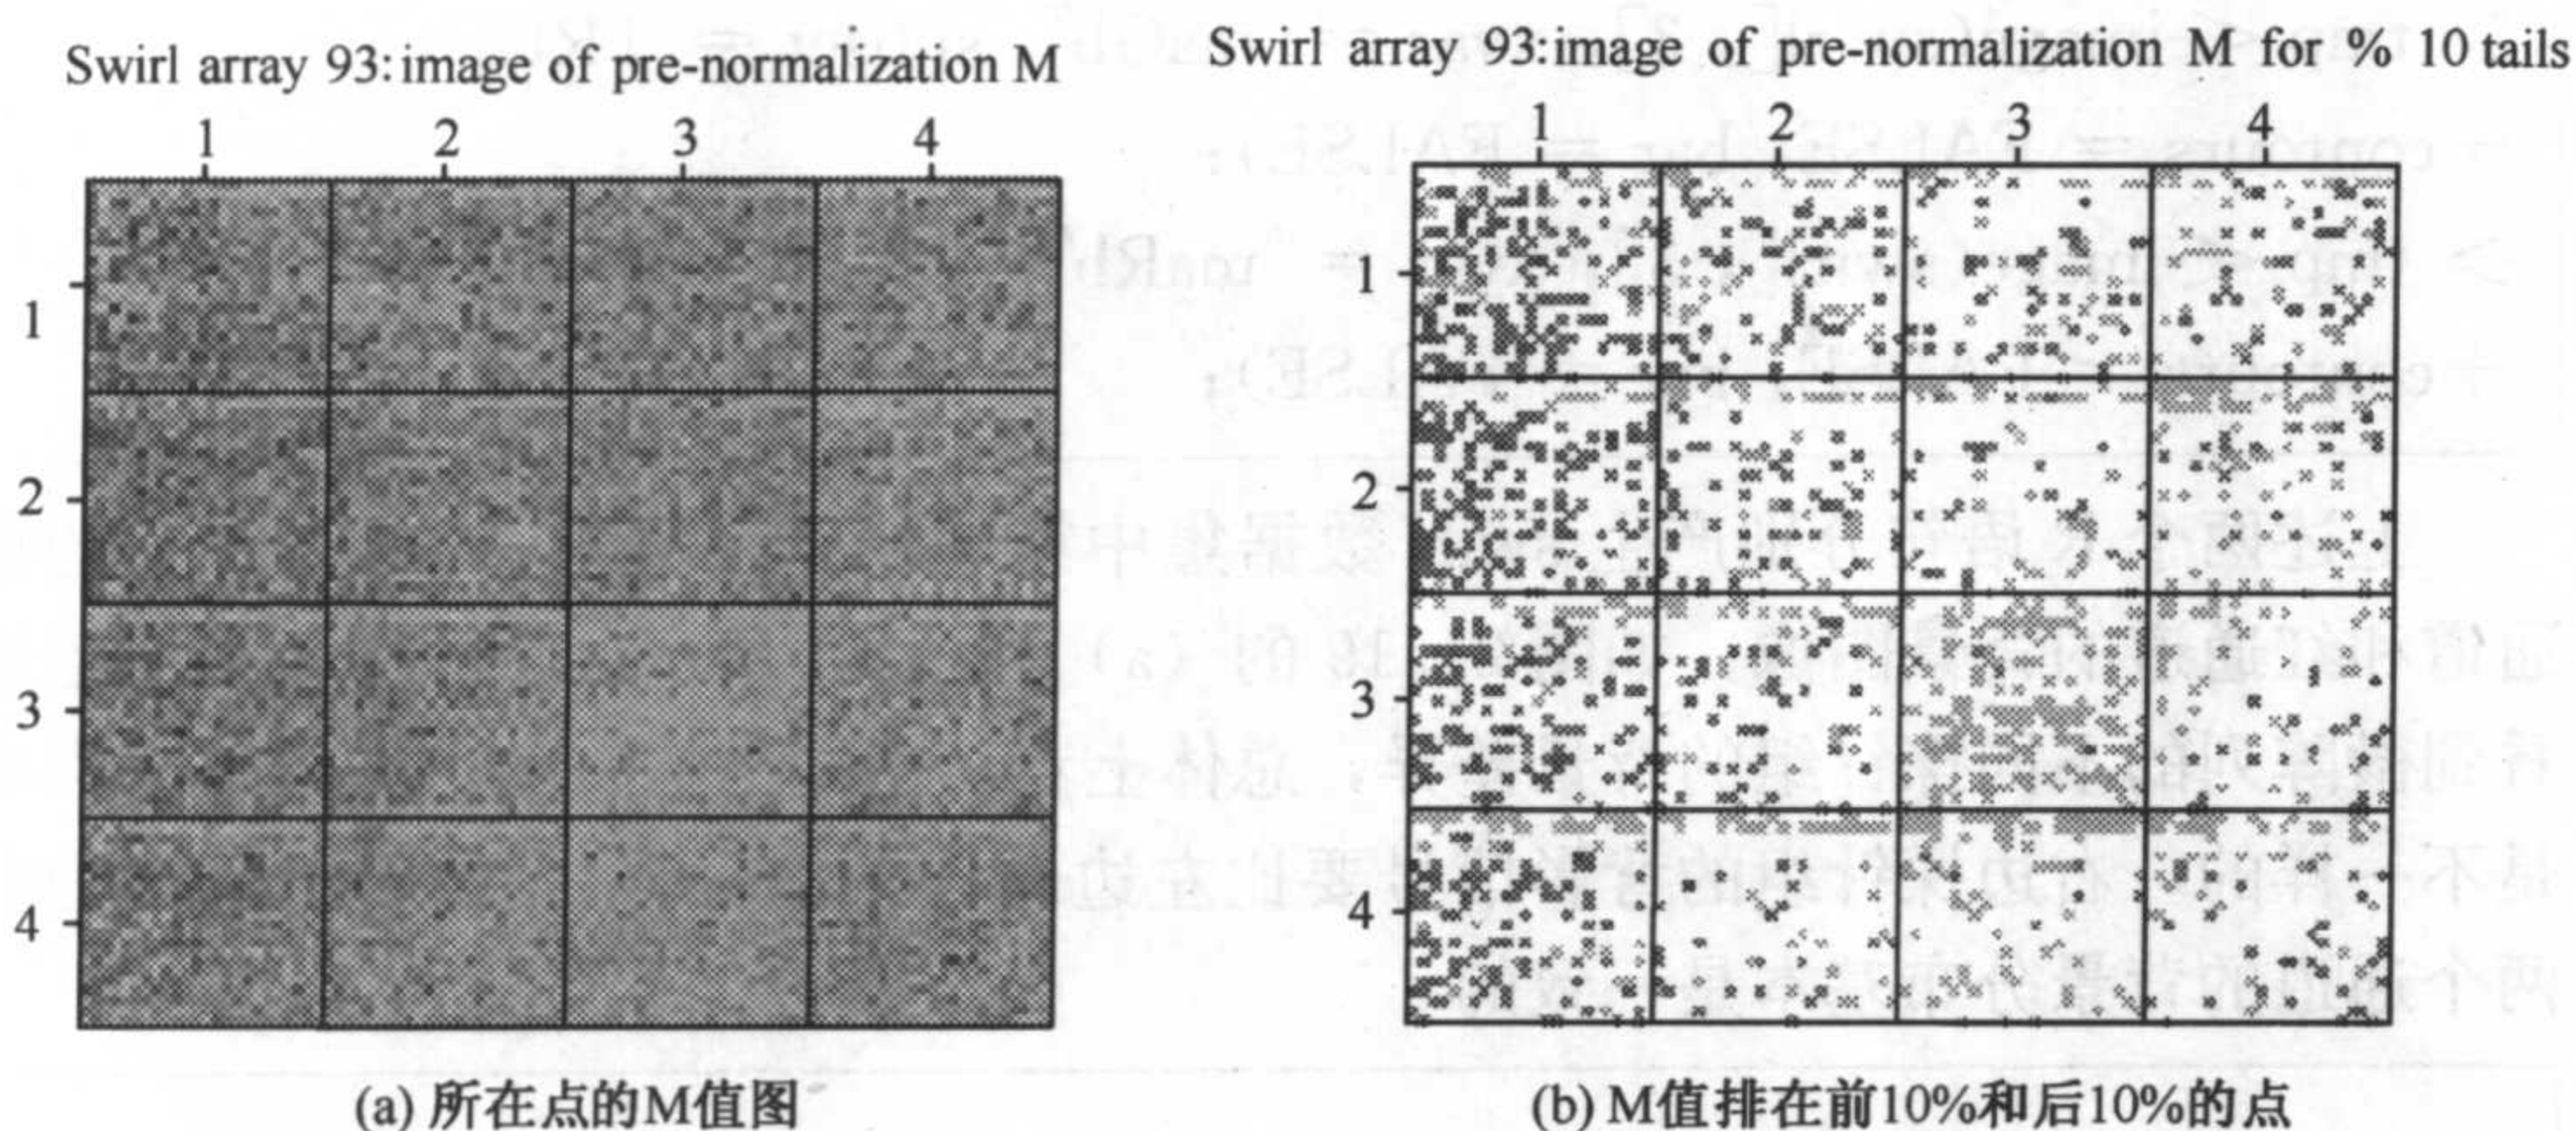 Swirl array 93:image of pre-normalization M
1 2 3 4
1
2
3
4
(a) 所在点的M值图
Swirl array 93:image of pre-normalization M for % 10 tails
1 2 3 4
1
2
3
4
(b) M值排在前10%和后10%的点